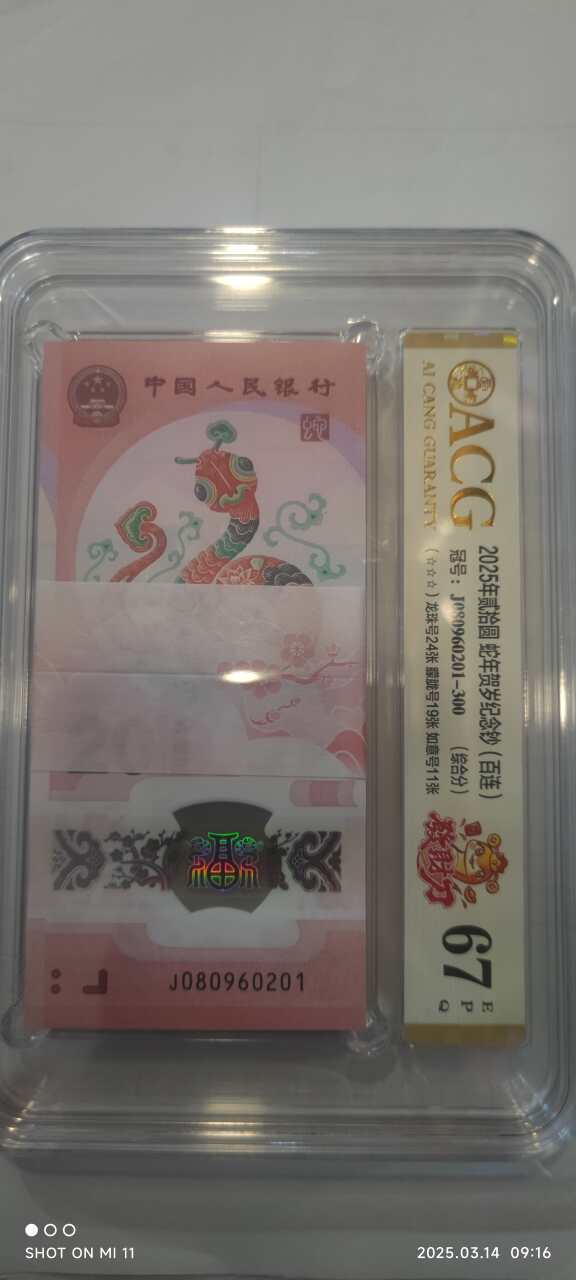 中国人民银行
J080960201
ACG
AI CANG GUARANTY
2025年贰拾圆 蛇年贺岁纪念钞（百连）
冠号：J080960201-300 （综合分）
（☆☆☆）龙珠号24张 朦胧号19张 如意号11张
67
Q P E
SHOT ON MI 11
2025.03.14 09:16